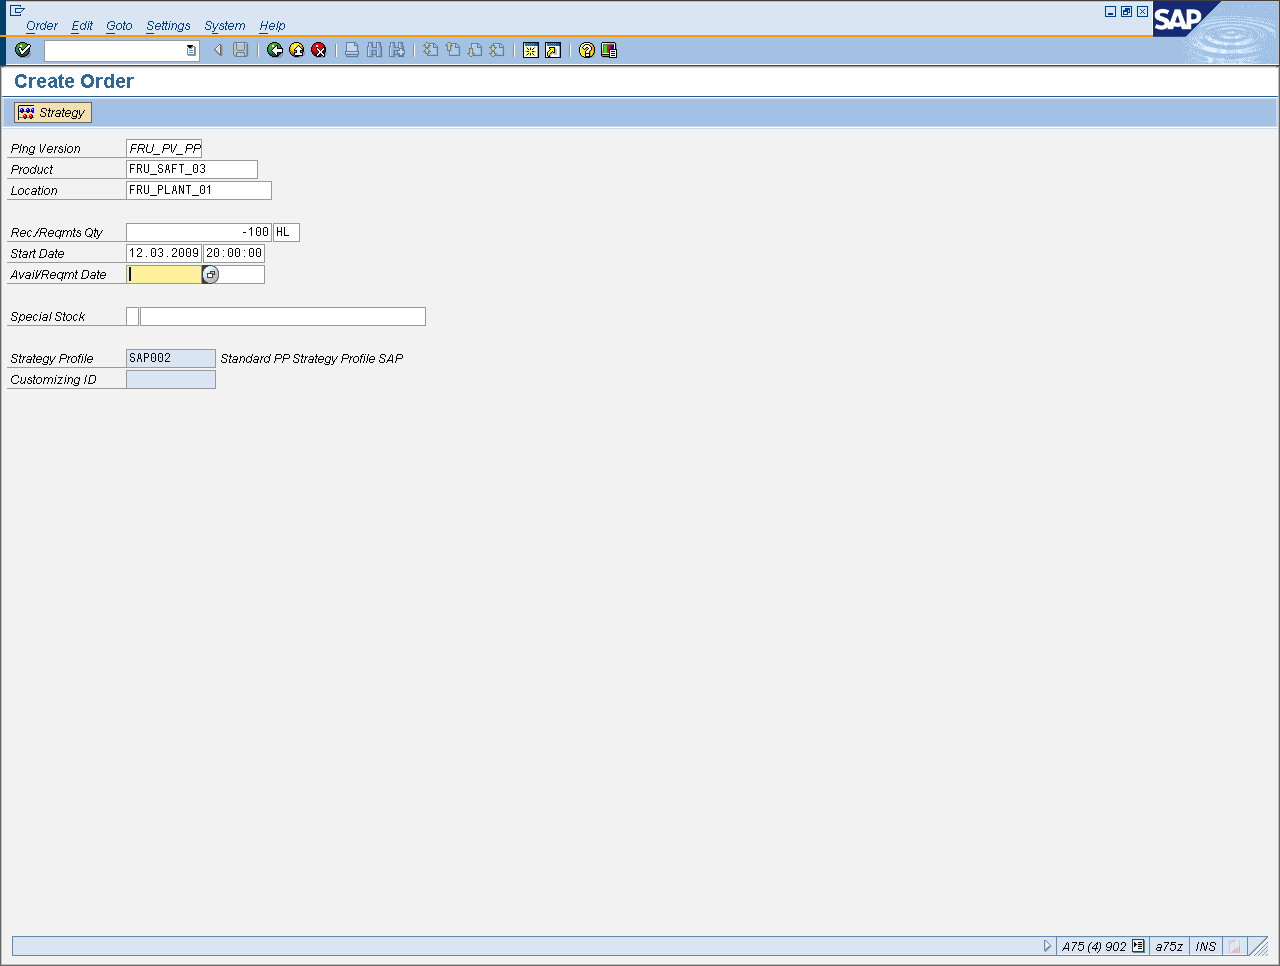 Order Edit Goto Settings System Help
SAP
Create Order
Strategy
Plng Version FRU_PV_PP
Product FRU_SAFT_03
Location FRU_PLANT_01
Rec./Reqmts Qty -100 HL
Start Date 12.03.2009 20:00:00
Avail/Reqmt Date
Special Stock
Strategy Profile SAP002 Standard PP Strategy Profile SAP
Customizing ID
A75 (4) 902 a75z INS